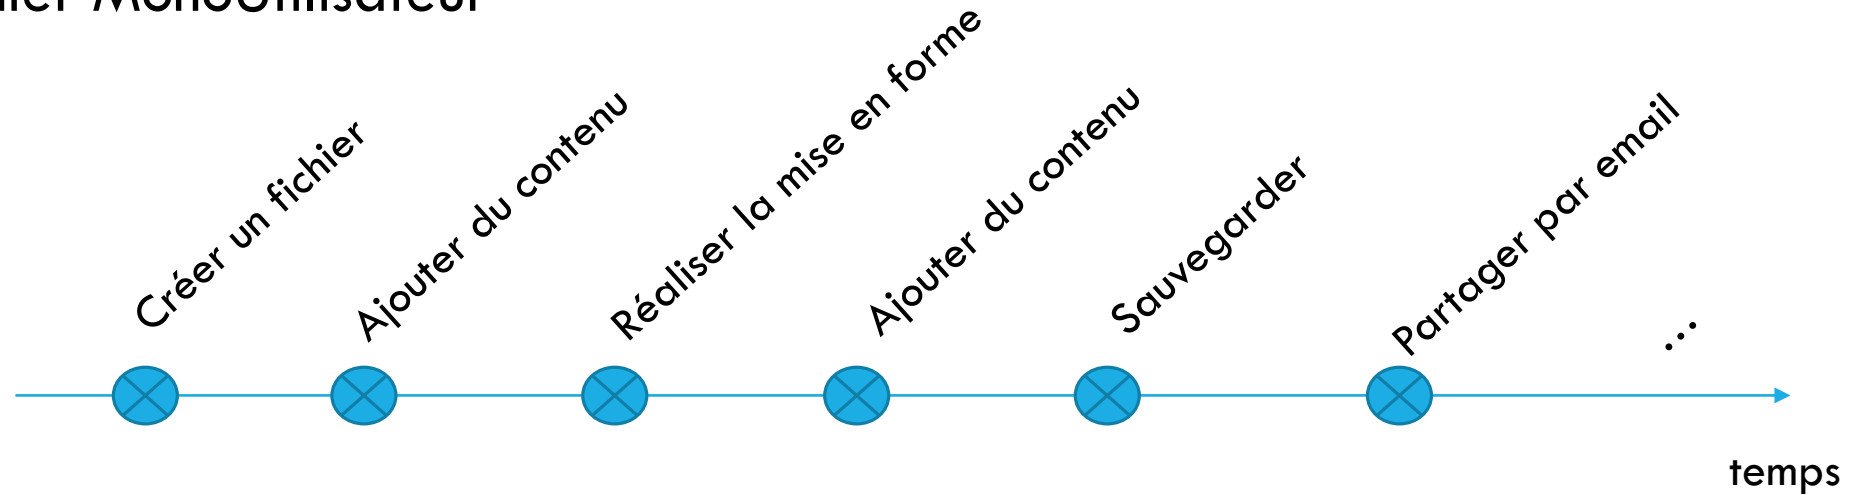 MonoUtilisateur
Créer un fichier
Ajouter du contenu
Réaliser la mise en forme
Ajouter du contenu
Sauvegarder
Partager par email
...
temps